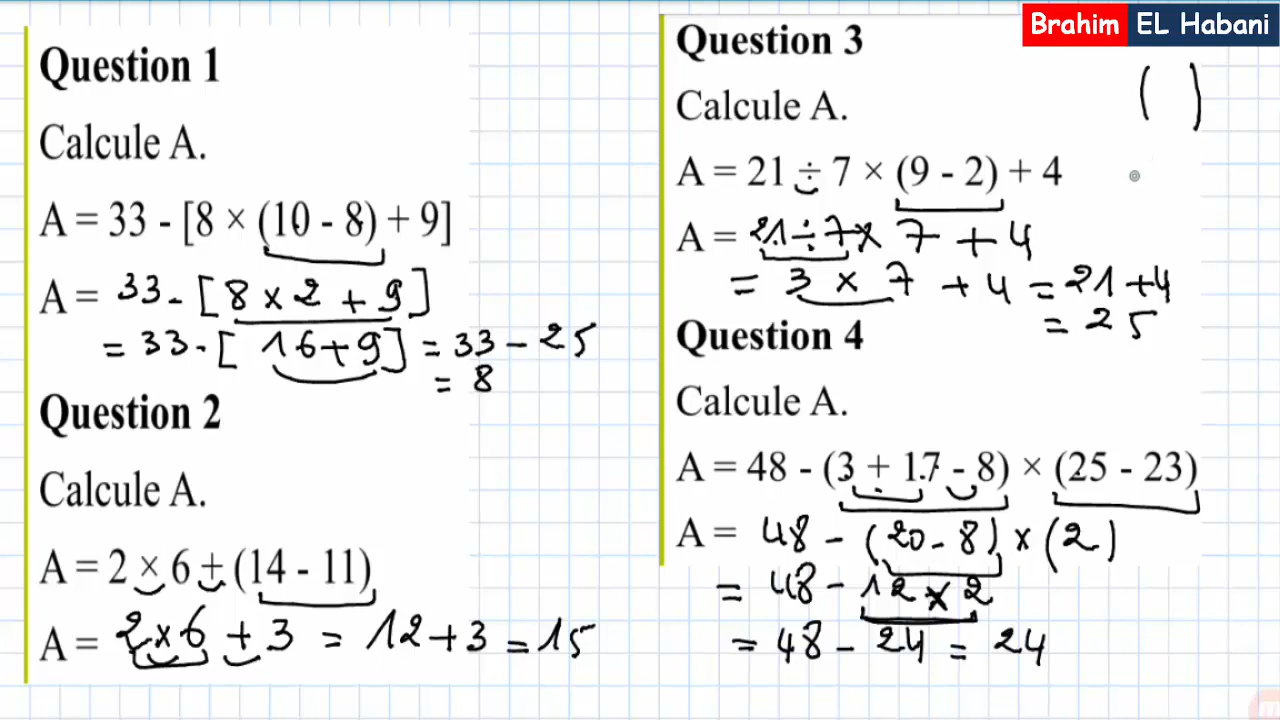 Question 1
Calcule A.
A = 33 - [8 × (10 - 8) + 9]
A = 33 - [8 × 2 + 9]
= 33 - [16 + 9] = 33 - 25
= 8
Question 2
Calcule A.
A = 2 × 6 + (14 - 11)
A = 2 × 6 + 3 = 12 + 3 = 15
Brahim EL Habani
Question 3
( )
Calcule A.
A = 21 ÷ 7 × (9 - 2) + 4
A = 21 ÷ 7 × 7 + 4
= 3 × 7 + 4 = 21 + 4
= 25
Question 4
Calcule A.
A = 48 - (3 + 17 - 8) × (25 - 23)
A = 48 - (20 - 8) × (2)
= 48 - 12 × 2
= 48 - 24 = 24